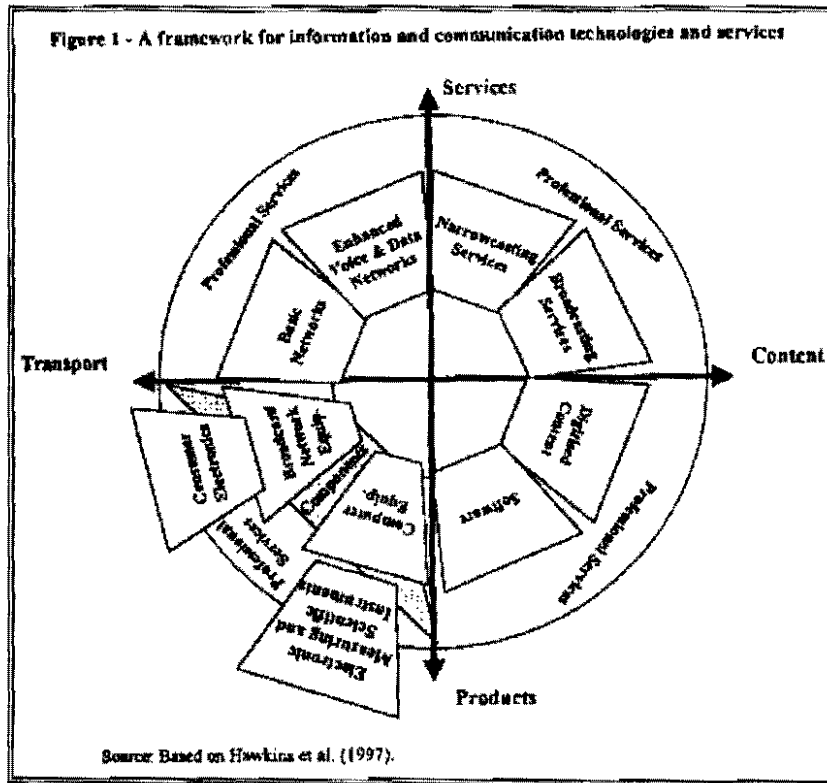 Figure 1 - A framework for information and communication technologies and services
Services
Professional Services
Professional Services
Enhanced
Voice & Data
Networks
Narrowcasting
Services
Basic
Networks
Broadcasting
Services
Transport
Content
Consumer
Electronics
Broadcast
Network
Equip.
Components
Computer
Equip.
Software
Digitised
Content
Professional
Services
Professional Services
Electronic
Measuring and
Scientific
Instruments
Products
Source: Based on Hawkins et al. (1997).